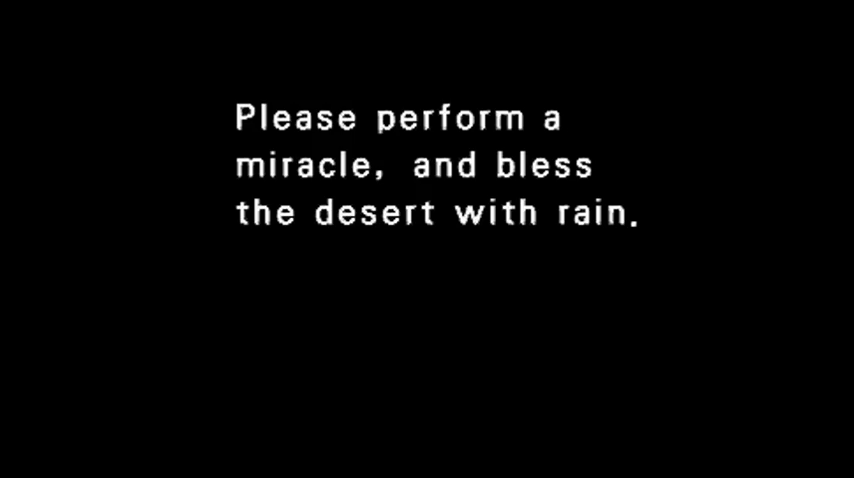 Please perform a
miracle, and bless
the desert with rain.